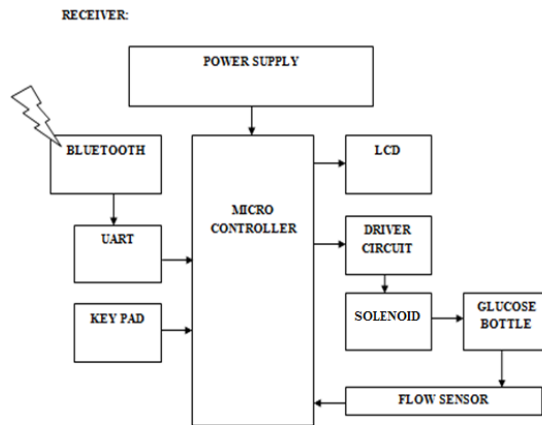 RECEIVER:
POWER SUPPLY
BLUETOOTH
LCD
MICRO
CONTROLLER
UART
DRIVER
CIRCUIT
KEY PAD
SOLENOID
GLUCOSE
BOTTLE
FLOW SENSOR